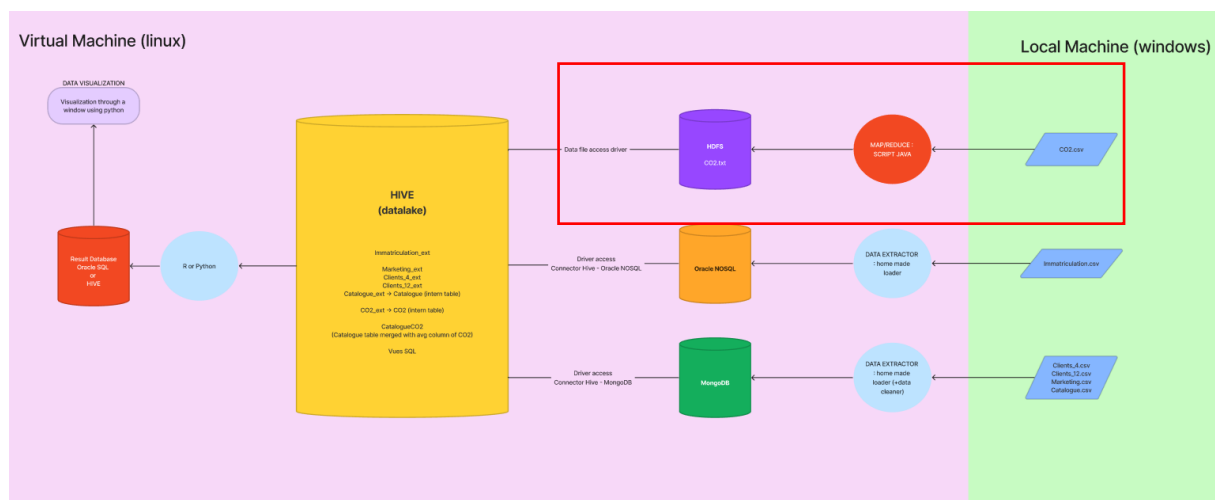 Virtual Machine (linux)
Local Machine (windows)
DATA VISUALIZATION
Visualization through a
window using python
Result Database
Oracle SQL
or
HIVE
R or Python
HIVE
(datalake)
Immatriculation_ext
Marketing_ext
Clients_4_ext
Clients_12_ext
Catalogue_ext → Catalogue (intern table)
CO2_ext → CO2 (intern table)
CatalogueCO2
(Catalogue table merged with avg column of CO2)
Vues SQL
Data file access driver
HDFS
CO2.txt
MAP/REDUCE :
SCRIPT JAVA
CO2.csv
Driver access
Connector Hive - Oracle NOSQL
Oracle NOSQL
DATA EXTRACTOR
: home made
loader
Immatriculation.csv
Driver access
Connector Hive - MongoDB
MongoDB
DATA EXTRACTOR
: home made
loader (+data
cleaner)
Clients_4.csv
Clients_12.csv
Marketing.csv
Catalogue.csv